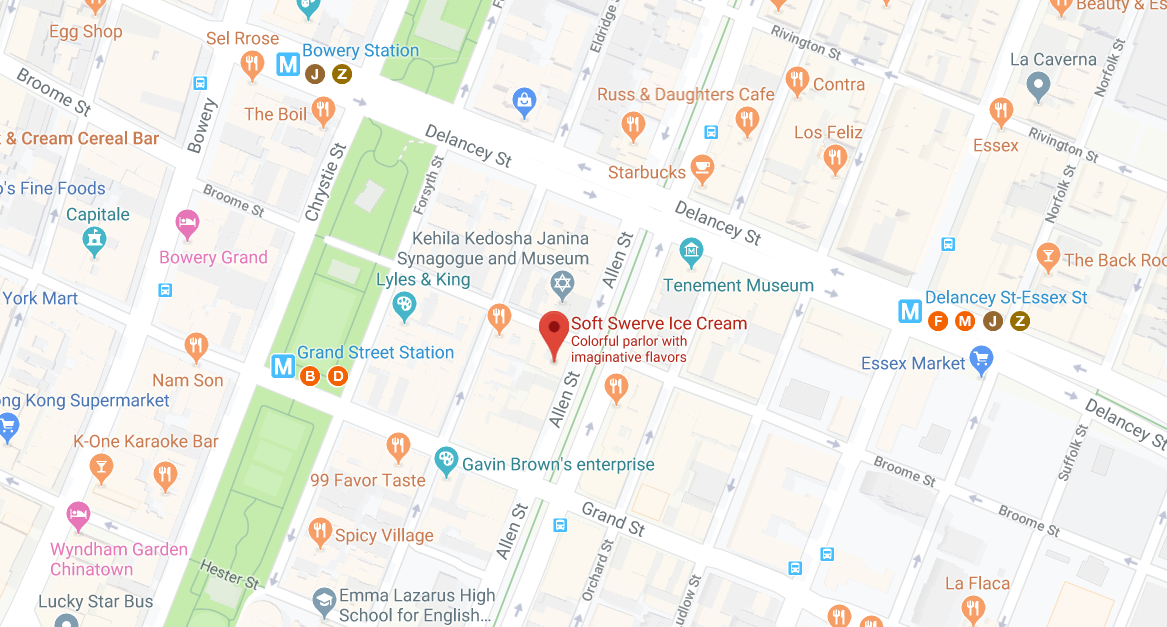 Egg Shop
Sel Rrose
Bowery Station
J
Z
Eldridge
Rivington St
Beauty & Es
La Caverna
Norfolk St
Broome St
Bowery
The Boil
Russ & Daughters Cafe
Contra
& Cream Cereal Bar
Delancey St
Los Feliz
Essex
Rivington St
o's Fine Foods
Broome St
Chrystie St
Forsyth St
Starbucks
Norfolk St
Capitale
Delancey St
Bowery Grand
Kehila Kedosha Janina
Synagogue and Museum
Allen St
The Back Roo
York Mart
Lyles & King
Tenement Museum
Delancey St-Essex St
F
M
J
Z
Soft Swerve Ice Cream
Colorful parlor with
imaginative flavors
Grand Street Station
B
D
Essex Market
Nam Son
ng Kong Supermarket
Allen St
Delancey St
K-One Karaoke Bar
99 Favor Taste
Gavin Brown's enterprise
Broome St
Suffolk St
Wyndham Garden
Chinatown
Spicy Village
Allen St
Grand St
Broome St
Hester St
Orchard St
udlow St
La Flaca
Lucky Star Bus
Emma Lazarus High
School for English...